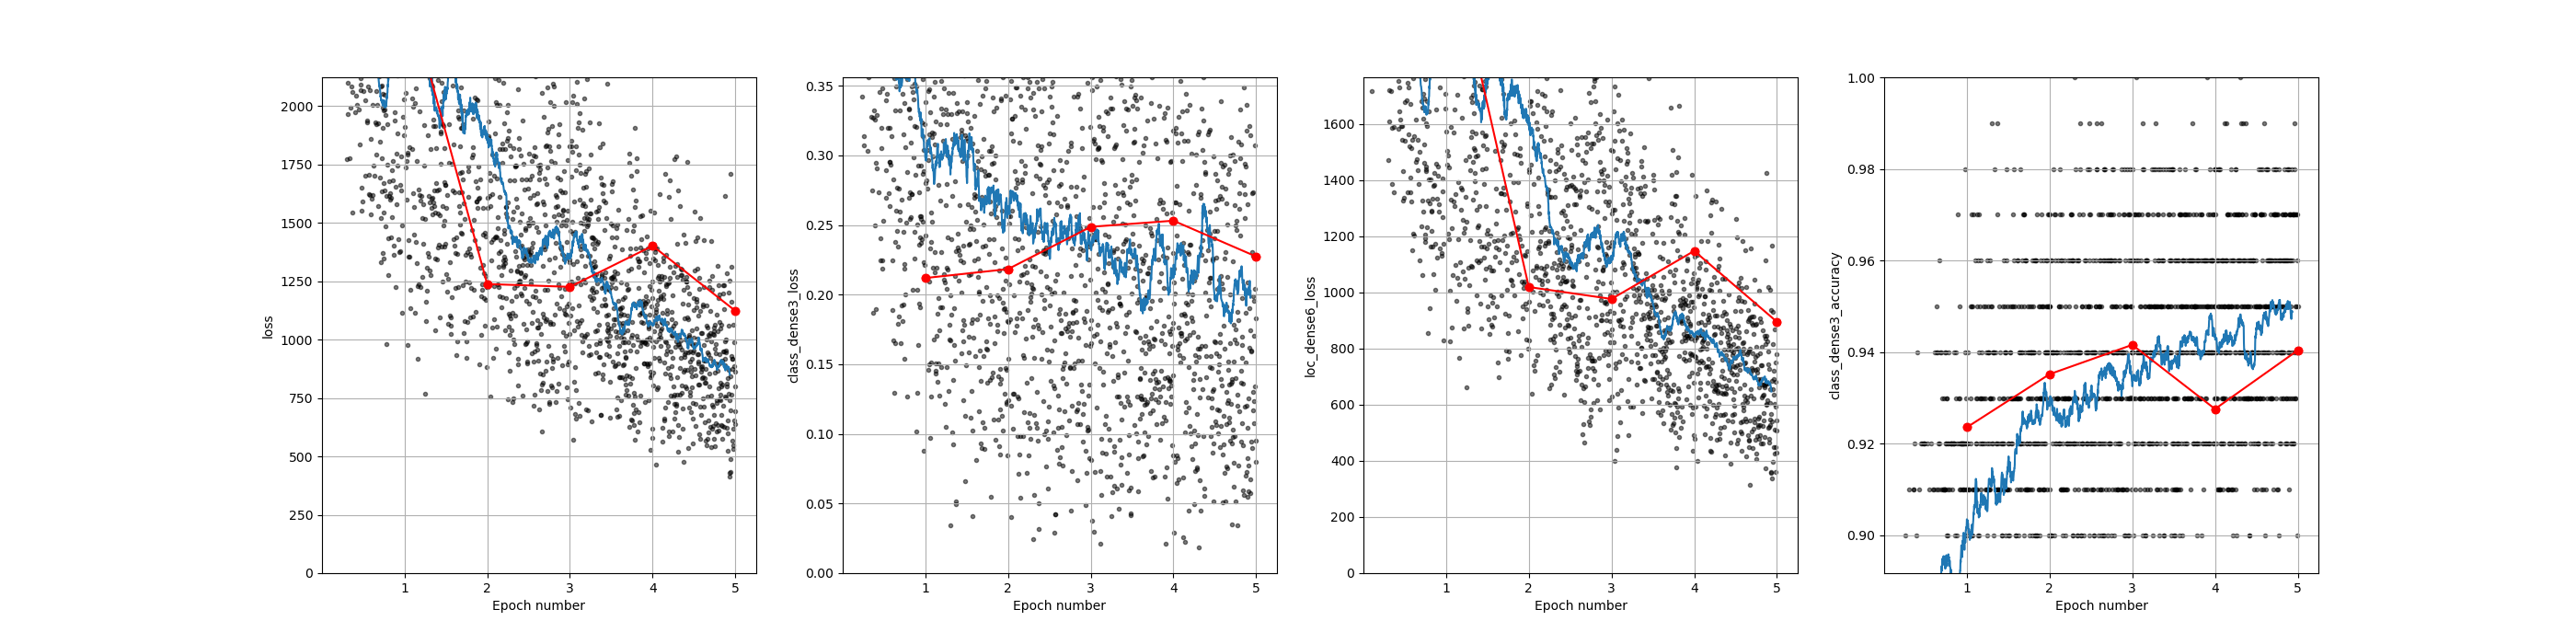 2000
1750
1500
1250
1000
750
500
250
0
loss
1 2 3 4 5
Epoch number
0.35
0.30
0.25
0.20
0.15
0.10
0.05
0.00
class_dense3_loss
1 2 3 4 5
Epoch number
1600
1400
1200
1000
800
600
400
200
0
loc_dense6_loss
1 2 3 4 5
Epoch number
1.00
0.98
0.96
0.94
0.92
0.90
class_dense3_accuracy
1 2 3 4 5
Epoch number